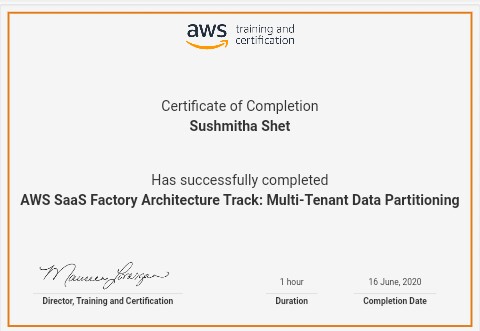 aws training and
certification
Certificate of Completion
Sushmitha Shet
Has successfully completed
AWS SaaS Factory Architecture Track: Multi-Tenant Data Partitioning
Maureen Lonergan
1 hour
16 June, 2020
Director, Training and Certification
Duration
Completion Date